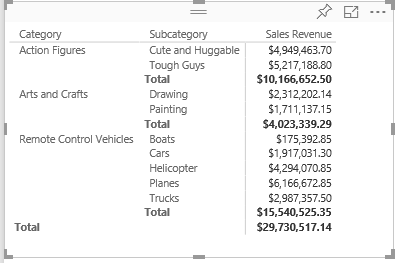 Category Subcategory Sales Revenue
Action Figures Cute and Huggable $4,949,463.70
Tough Guys $5,217,188.80
Total $10,166,652.50
Arts and Crafts Drawing $2,312,202.14
Painting $1,711,137.15
Total $4,023,339.29
Remote Control Vehicles Boats $175,392.85
Cars $1,917,031.30
Helicopter $4,294,070.85
Planes $6,166,672.85
Trucks $2,987,357.50
Total $15,540,525.35
Total $29,730,517.14